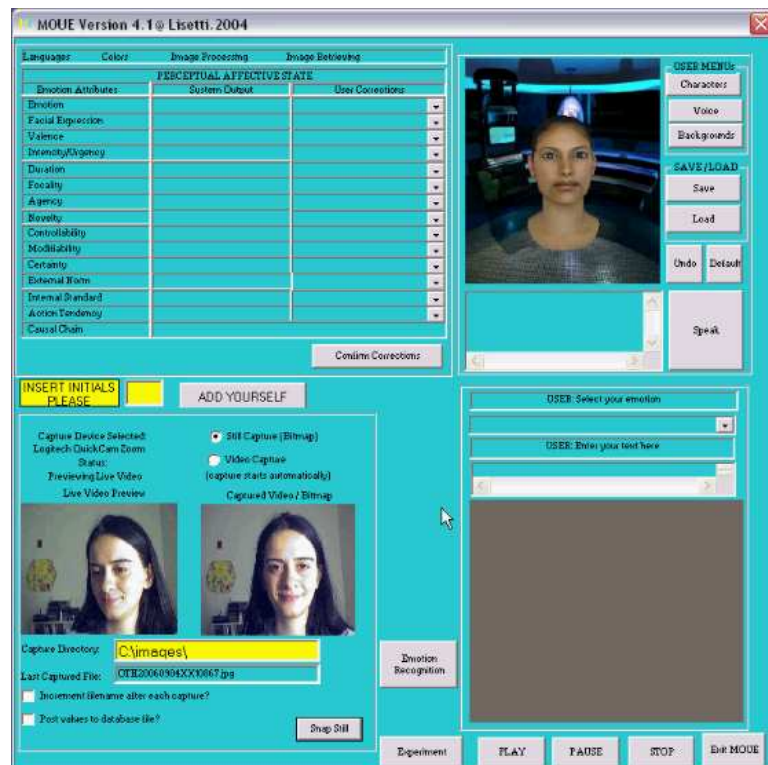 MOUE Version 4.1@ Lisetti.2004
Languages Colors Image Processing Image Retrieving
PERCEPTUAL AFFECTIVE STATE
Emotion Attributes System Output User Corrections
Emotion
Facial Expression
Valence
Intensity/Urgency
Duration
Focality
Agency
Novelty
Controllability
Modifiability
Certainty
External Norm
Internal Standard
Action Tendency
Causal Chain
Confirm Corrections
USER MENUs
Characters
Voice
Backgrounds
SAVE/LOAD
Save
Load
Undo Default
Speak
INSERT INITIALS
PLEASE
ADD YOURSELF
Capture Device Selected:
Logitech QuickCam Zoom
Status:
Previewing Live Video
Live Video Preview
Still Capture (Bitmap)
Video Capture
(capture starts automatically)
Captured Video / Bitmap
Capture Directory: C:\images\
Last Captured File: OTH20060904XX10867.jpg
Increment filename after each capture?
Post values to database file?
Snap Still
Emotion
Recognition
USER: Select your emotion
USER: Enter your text here
Experiment PLAY PAUSE STOP Exit MOUE